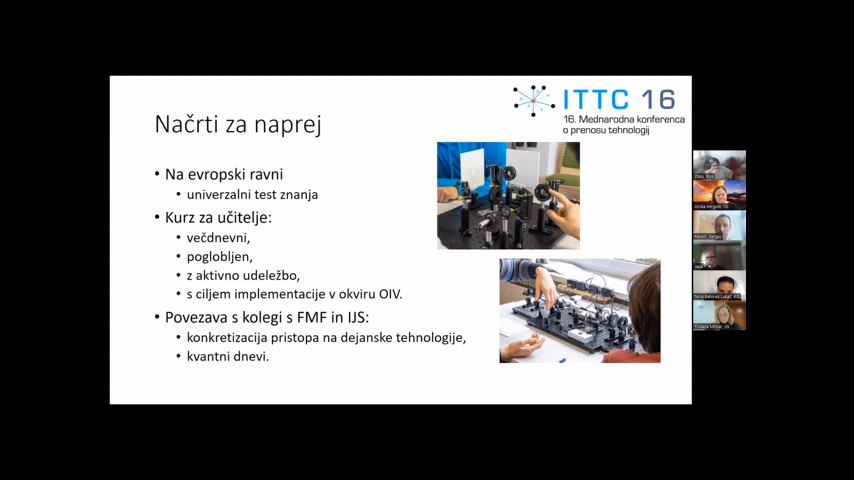 ITTC 16
16. Mednarodna konferenca
o prenosu tehnologij
Načrti za naprej
• Na evropski ravni
• univerzalni test znanja
• Kurz za učitelje:
• večdnevni,
• poglobljen,
• z aktivno udeležbo,
• s ciljem implementacije v okviru OIV.
• Povezava s kolegi s FMF in IJS:
• konkretizacija pristopa na dejanske tehnologije,
• kvantni dnevi.